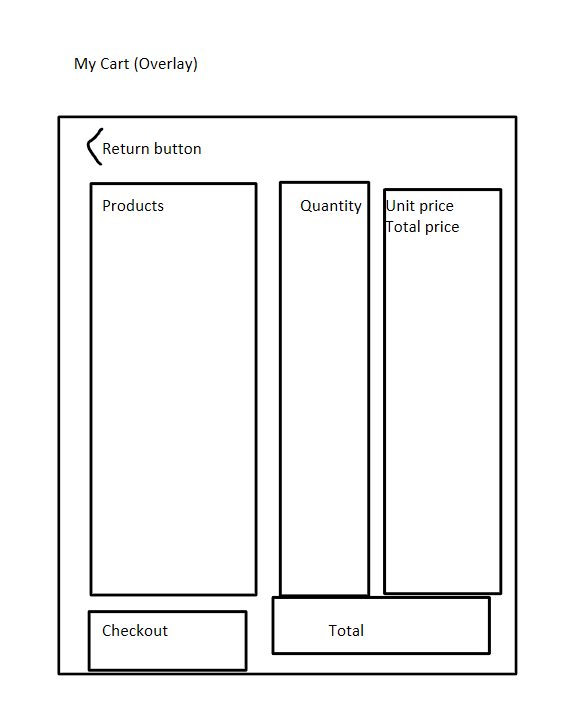 My Cart (Overlay)
Return button
Products
Quantity
Unit price
Total price
Checkout
Total